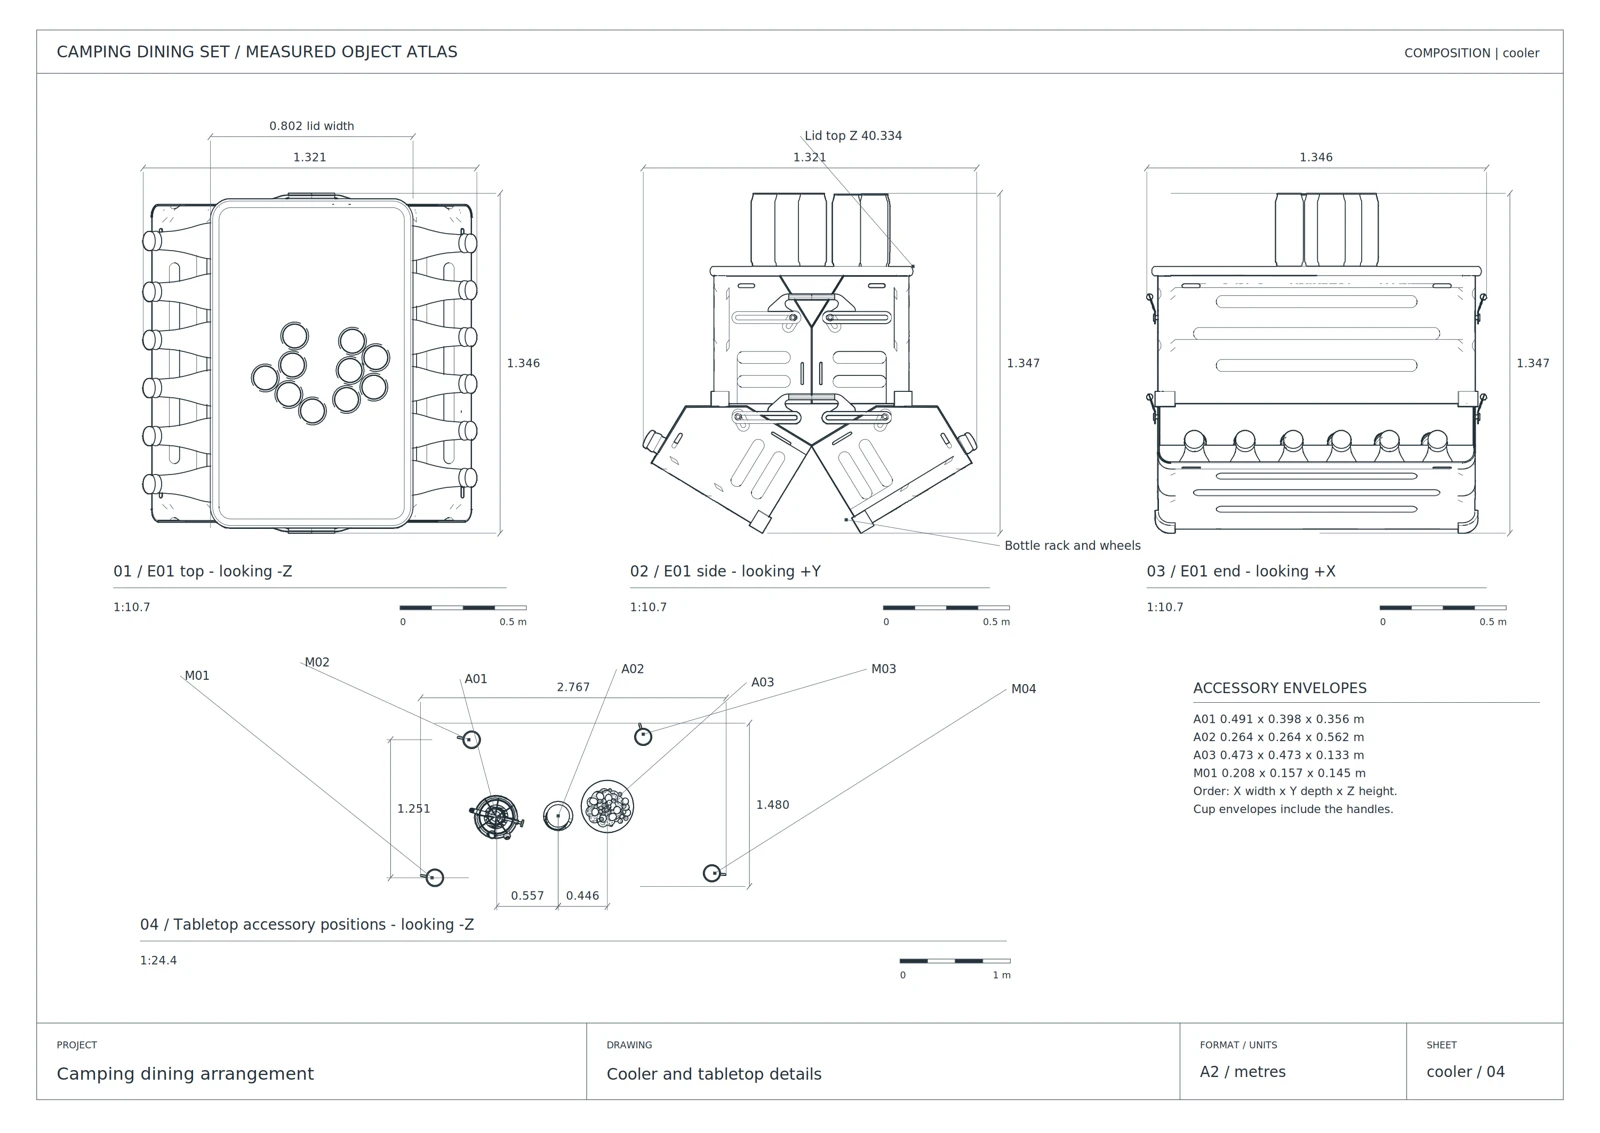 CAMPING DINING SET / MEASURED OBJECT ATLAS
COMPOSITION | cooler
0.802 lid width
1.321
1.346
01 / E01 top - looking -Z
1:10.7
0
0.5 m
Lid top Z 40.334
1.321
1.347
Bottle rack and wheels
02 / E01 side - looking +Y
1:10.7
0
0.5 m
1.346
1.347
03 / E01 end - looking +X
1:10.7
0
0.5 m
M01
M02
A01
A02
A03
M03
M04
2.767
1.251
1.480
0.557
0.446
04 / Tabletop accessory positions - looking -Z
1:24.4
0
1 m
ACCESSORY ENVELOPES
A01 0.491 x 0.398 x 0.356 m
A02 0.264 x 0.264 x 0.562 m
A03 0.473 x 0.473 x 0.133 m
M01 0.208 x 0.157 x 0.145 m
Order: X width x Y depth x Z height.
Cup envelopes include the handles.
PROJECT
Camping dining arrangement
DRAWING
Cooler and tabletop details
FORMAT / UNITS
A2 / metres
SHEET
cooler / 04